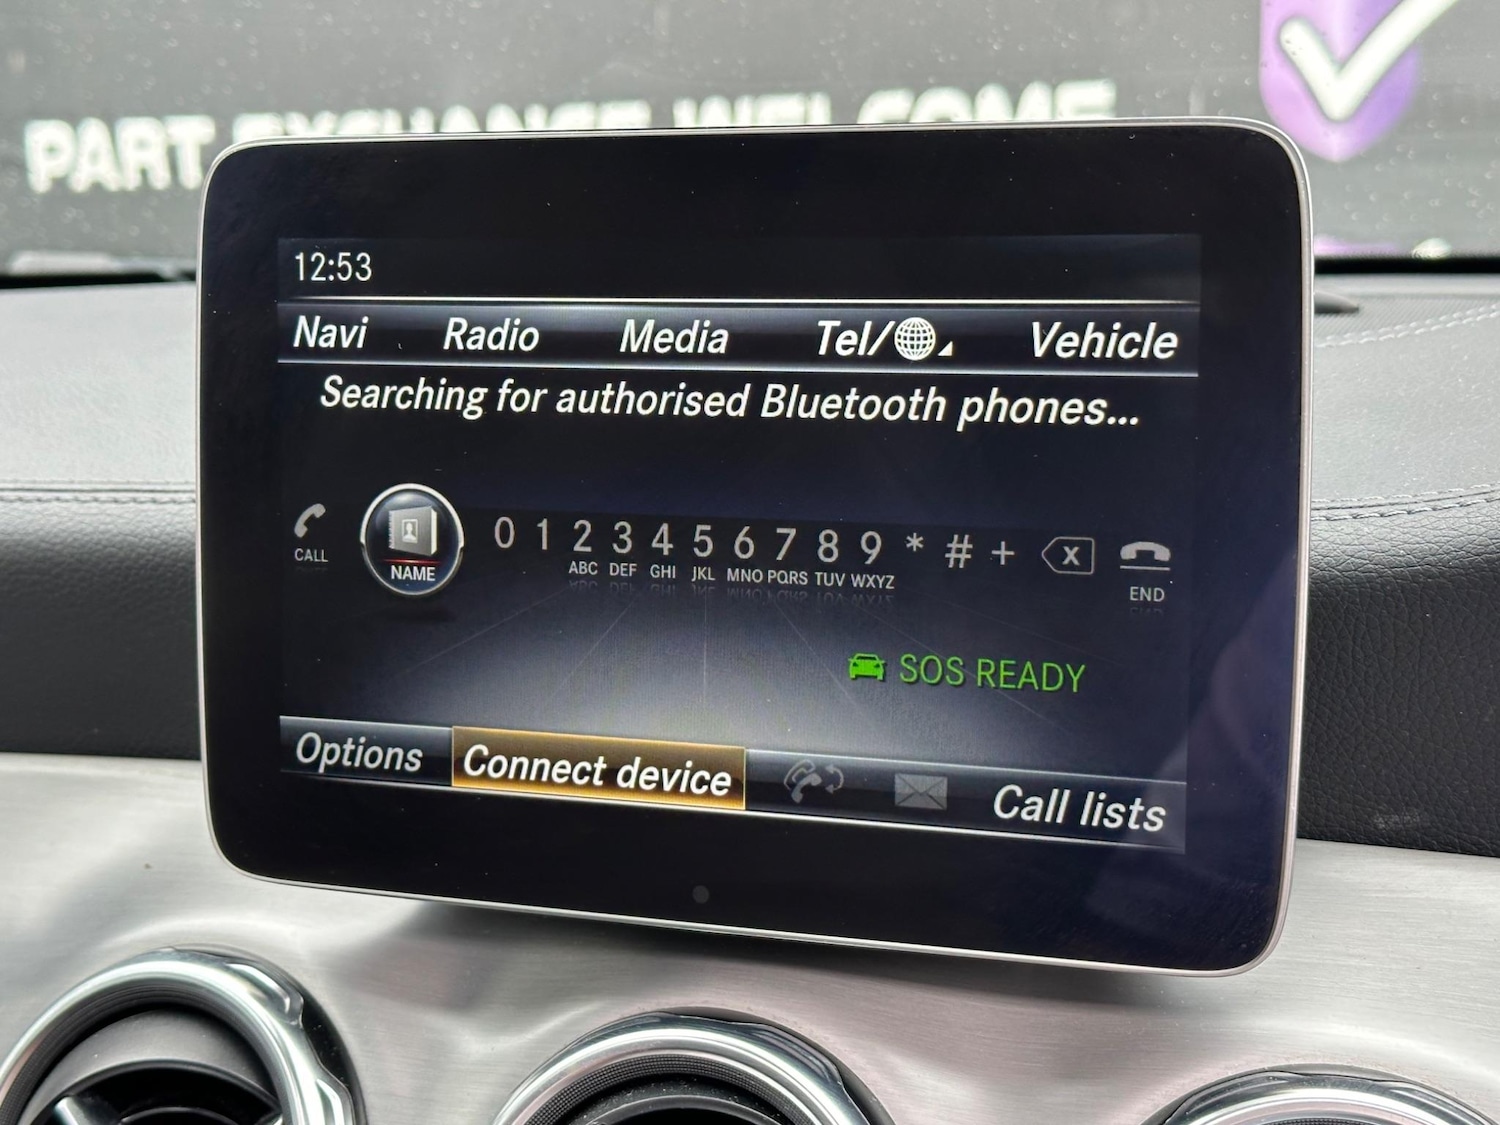 PART EXCHANGE WELCOME
12:53
Navi Radio Media Tel/ Vehicle
Searching for authorised Bluetooth phones...
CALL NAME 0 1 2 3 4 5 6 7 8 9 * # + X END
ABC DEF GHI JKL MNO PQRS TUV WXYZ
SOS READY
Options Connect device Call lists